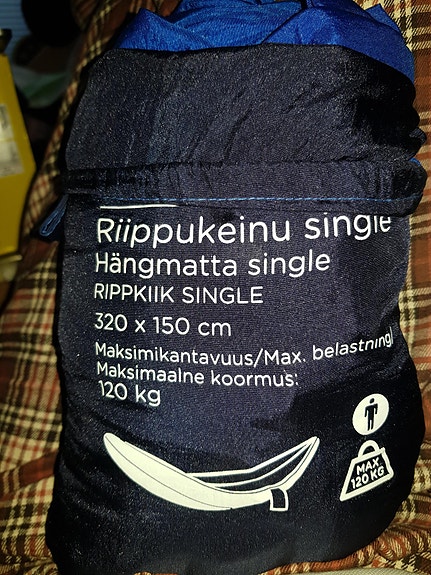 Riippukeinu single
Hängmatta single
RIPPKIIK SINGLE
320 x 150 cm
Maksimikantavuus/Max. belastning/
Maksimaalne koormus:
120 kg
MAX
120 KG